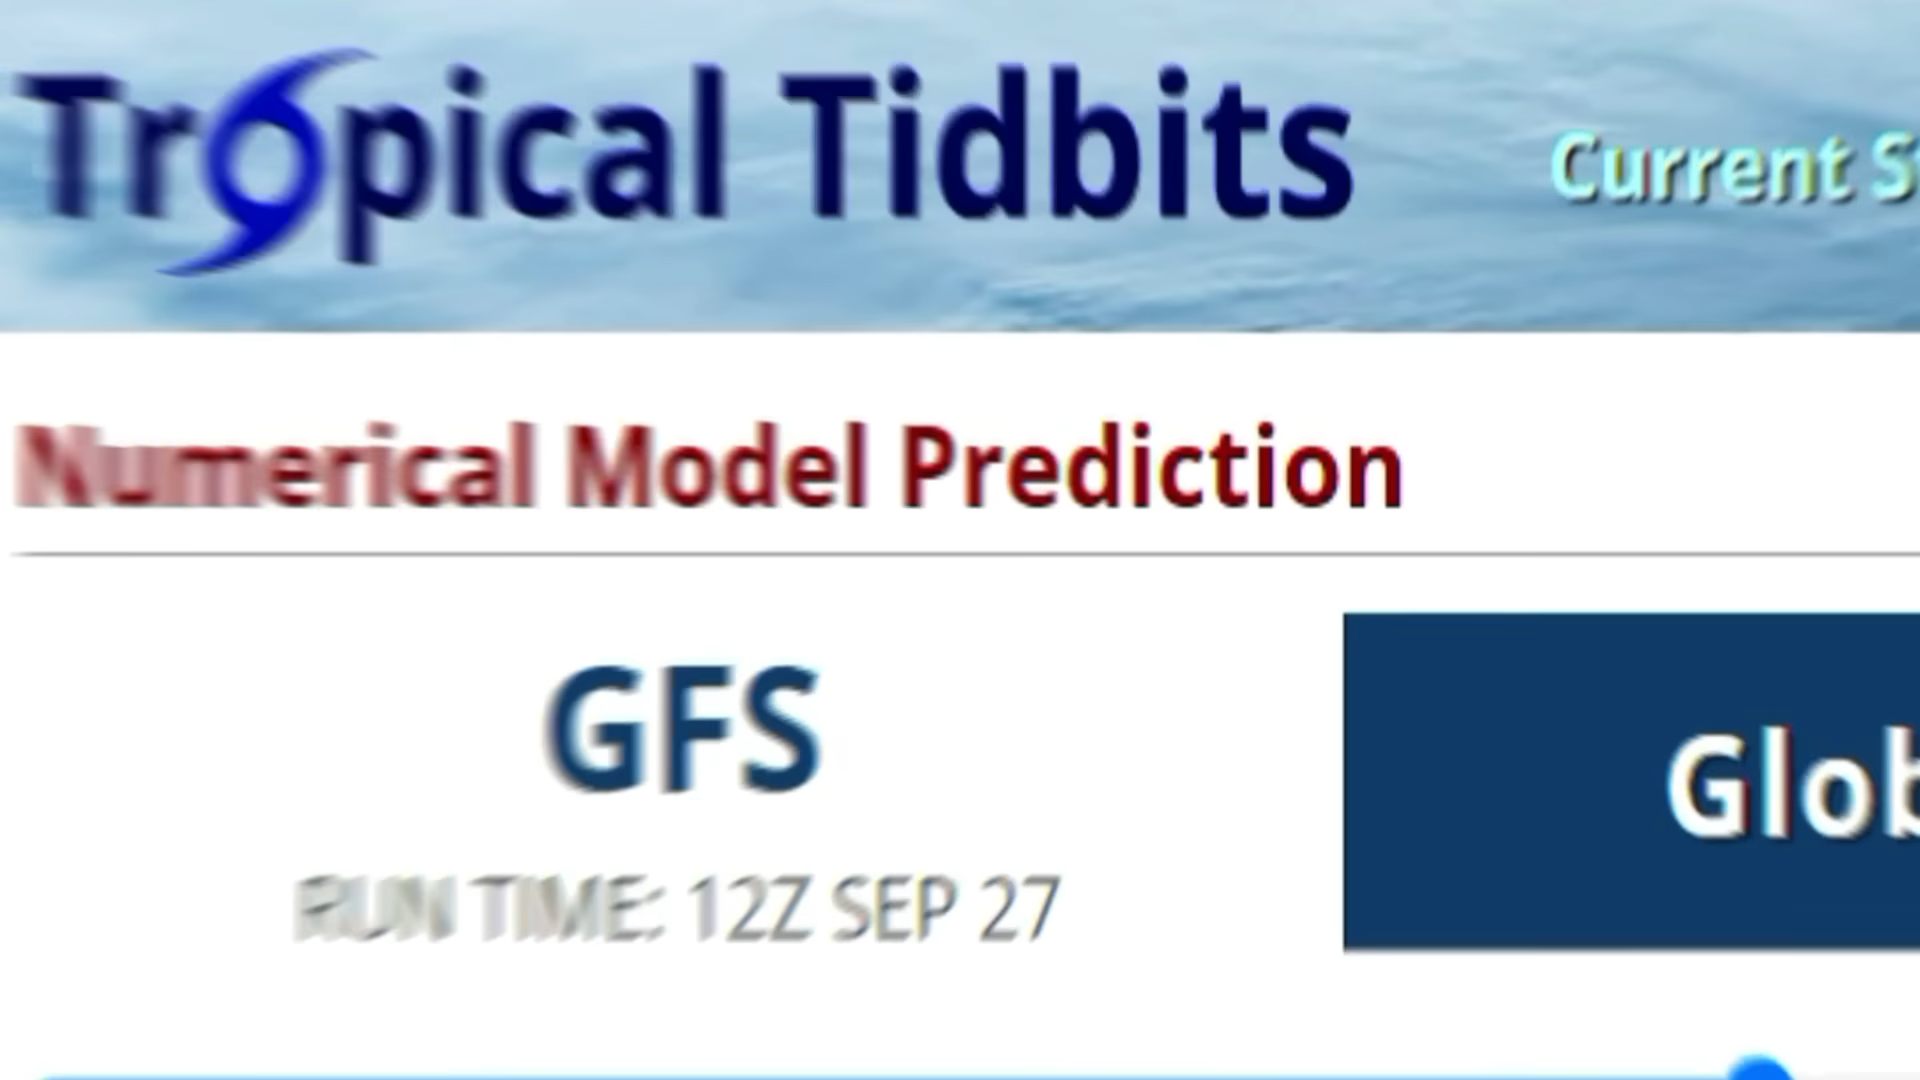 Tropical Tidbits
Current
Numerical Model Prediction
GFS
Glob
RUN TIME: 12Z SEP 27